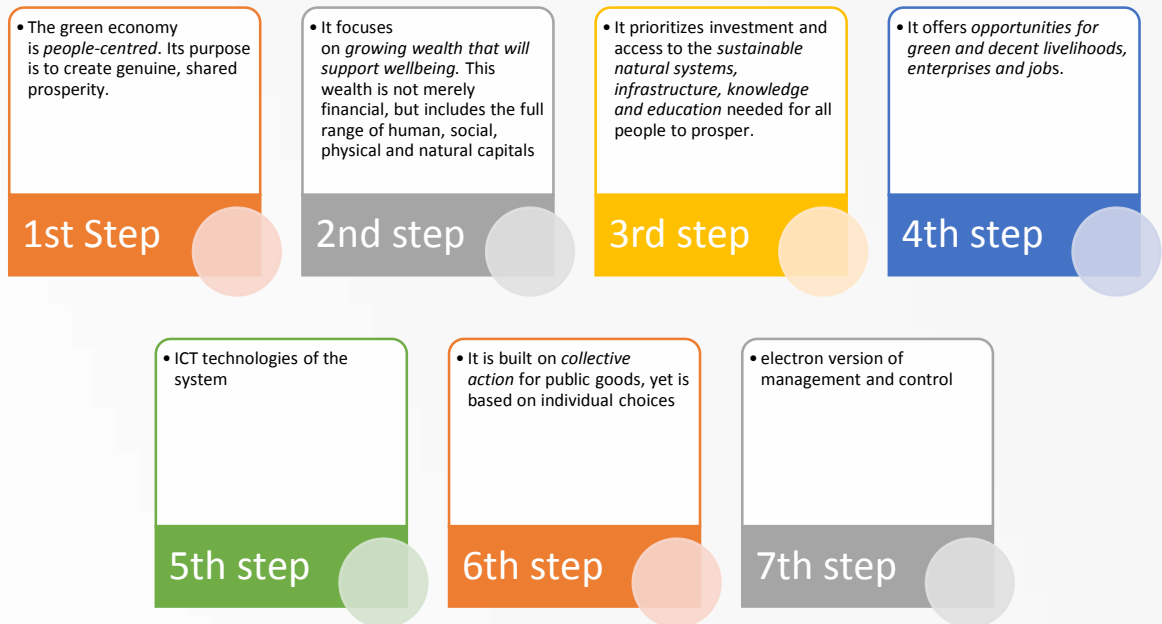 • The green economy
is people-centred. Its purpose
is to create genuine, shared
prosperity.
1st Step
• It focuses
on growing wealth that will
support wellbeing. This
wealth is not merely
financial, but includes the full
range of human, social,
physical and natural capitals
2nd step
• It prioritizes investment and
access to the sustainable
natural systems,
infrastructure, knowledge
and education needed for all
people to prosper.
3rd step
• It offers opportunities for
green and decent livelihoods,
enterprises and jobs.
4th step
• ICT technologies of the
system
5th step
• It is built on collective
action for public goods, yet is
based on individual choices
6th step
• electron version of
management and control
7th step